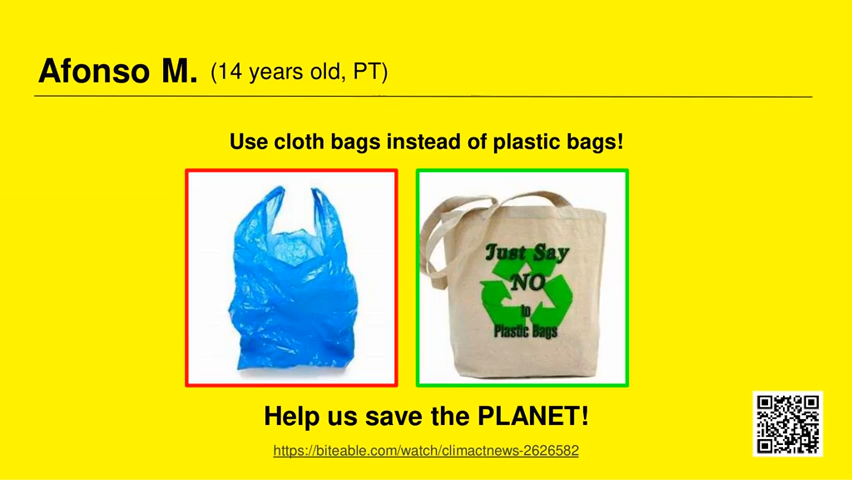 Afonso M. (14 years old, PT)
Use cloth bags instead of plastic bags!
Just Say
NO
to
Plastic Bags
Help us save the PLANET!
https://biteable.com/watch/climactnews-2626582